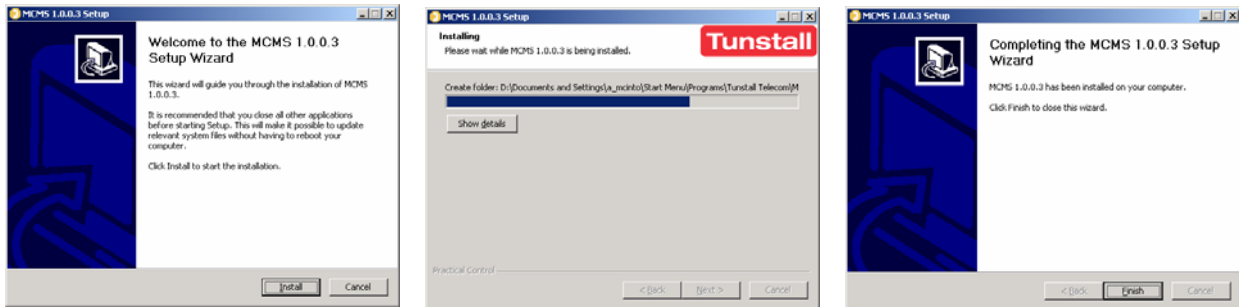 MCMS 1.0.0.3 Setup
Welcome to the MCMS 1.0.0.3
Setup Wizard
This wizard will guide you through the installation of MCMS
1.0.0.3.
It is recommended that you close all other applications
before starting Setup. This will make it possible to update
relevant system files without having to reboot your
computer.
Click Install to start the installation.
Install
Cancel
MCMS 1.0.0.3 Setup
Installing
Please wait while MCMS 1.0.0.3 is being installed.
Tunstall
Create folder: D:\Documents and Settings\a_mcinto\Start Menu\Programs\Tunstall Telecom\M
Show details
Practical Control
< Back
Next >
Cancel
MCMS 1.0.0.3 Setup
Completing the MCMS 1.0.0.3 Setup
Wizard
MCMS 1.0.0.3 has been installed on your computer.
Click Finish to close this wizard.
< Back
Finish
Cancel